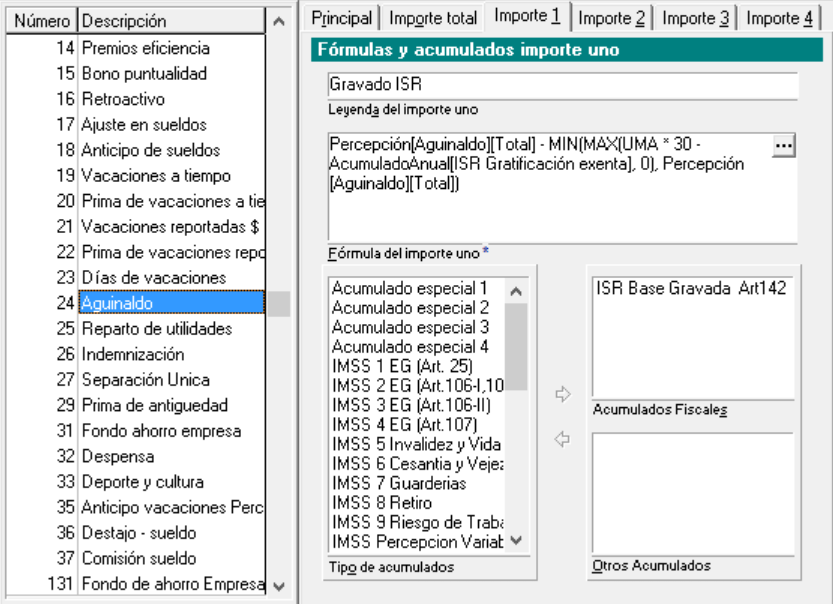 Número Descripción
14 Premios eficiencia
15 Bono puntualidad
16 Retroactivo
17 Ajuste en sueldos
18 Anticipo de sueldos
19 Vacaciones a tiempo
20 Prima de vacaciones a tie
21 Vacaciones reportadas $
22 Prima de vacaciones repo
23 Días de vacaciones
24 Aguinaldo
25 Reparto de utilidades
26 Indemnización
27 Separación Unica
29 Prima de antiguedad
31 Fondo ahorro empresa
32 Despensa
33 Deporte y cultura
35 Anticipo vacaciones Perc
36 Destajo - sueldo
37 Comisión sueldo
131 Fondo de ahorro Empresa
Principal Importe total Importe 1 Importe 2 Importe 3 Importe 4
Fórmulas y acumulados importe uno
Gravado ISR
Leyenda del importe uno
Percepción[Aguinaldo][Total] - MIN(MAX(UMA * 30 -
AcumuladoAnual[ISR Gratificación exenta], 0), Percepción
[Aguinaldo][Total])
...
Fórmula del importe uno *
Acumulado especial 1
Acumulado especial 2
Acumulado especial 3
Acumulado especial 4
IMSS 1 EG (Art. 25)
IMSS 2 EG (Art.106-I,10
IMSS 3 EG (Art.106-II)
IMSS 4 EG (Art.107)
IMSS 5 Invalidez y Vida
IMSS 6 Cesantia y Vejez
IMSS 7 Guarderias
IMSS 8 Retiro
IMSS 9 Riesgo de Traba
IMSS Percepcion Variab
Tipo de acumulados
ISR Base Gravada Art142
Acumulados Fiscales
Otros Acumulados